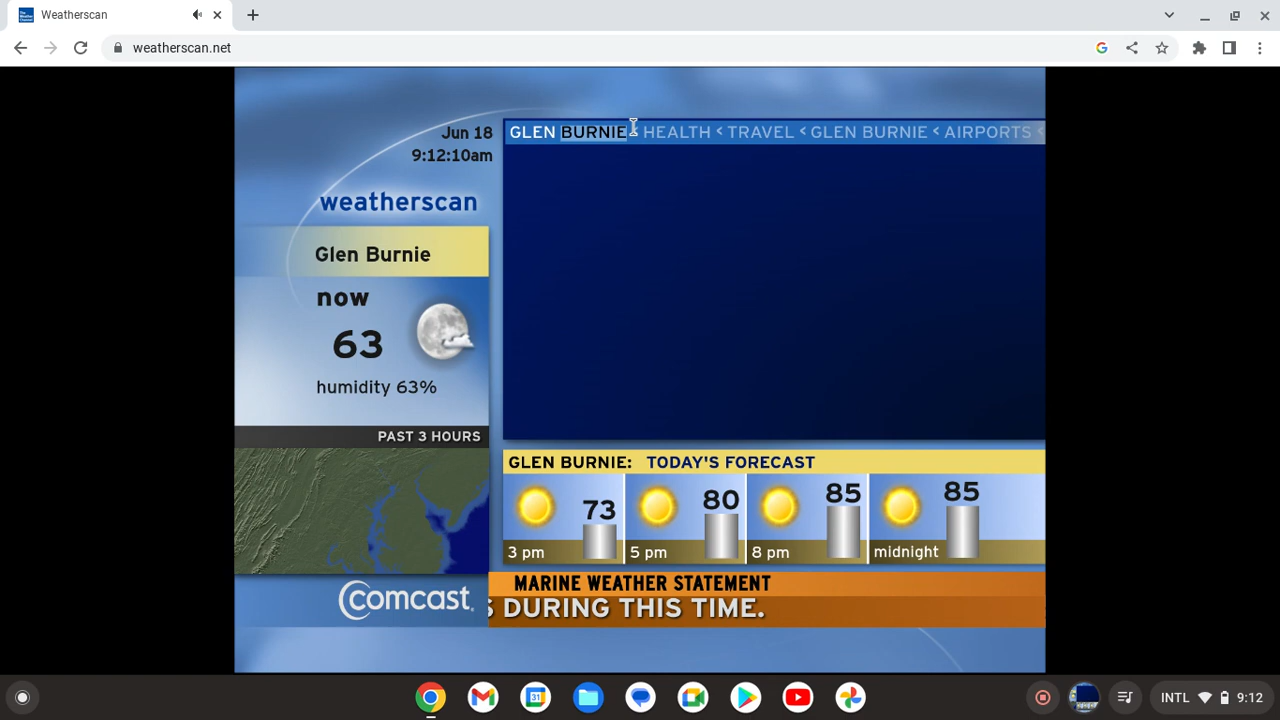 Weatherscan
weatherscan.net
Jun 18
9:12:10am
GLEN BURNIE < HEALTH < TRAVEL < GLEN BURNIE < AIRPORTS <
weatherscan
Glen Burnie
now
63
humidity 63%
PAST 3 HOURS
GLEN BURNIE: TODAY'S FORECAST
73 80 85 85
3 pm 5 pm 8 pm midnight
MARINE WEATHER STATEMENT
comcast. S DURING THIS TIME.
31
INTL 9:12